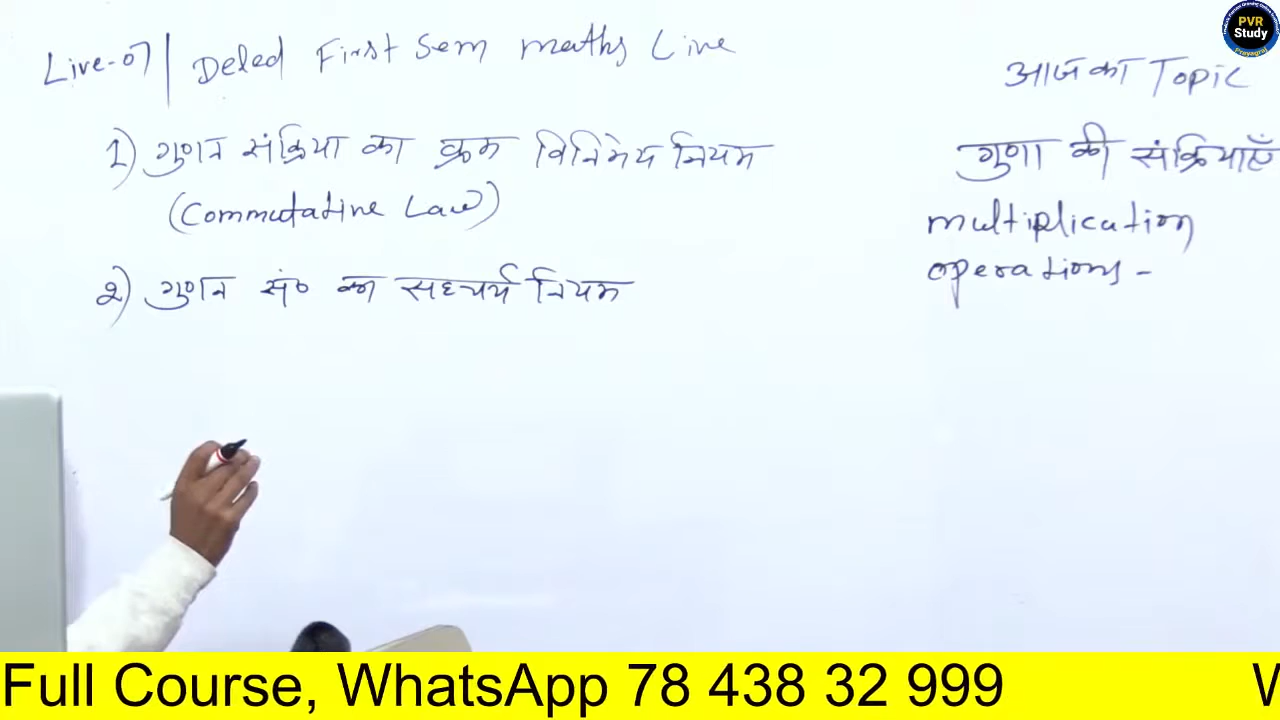 Live-07 | Deled First Sem maths Live
1) गुणन संक्रिया का क्रम विनिमेय नियम
(Commutative Law)
2) गुणन सं० का सहचर्य नियम
आज का Topic
गुणा की संक्रियाएँ
multiplication
operations -
PVR
Study
Prayagraj
Full Course, WhatsApp 78 438 32 999